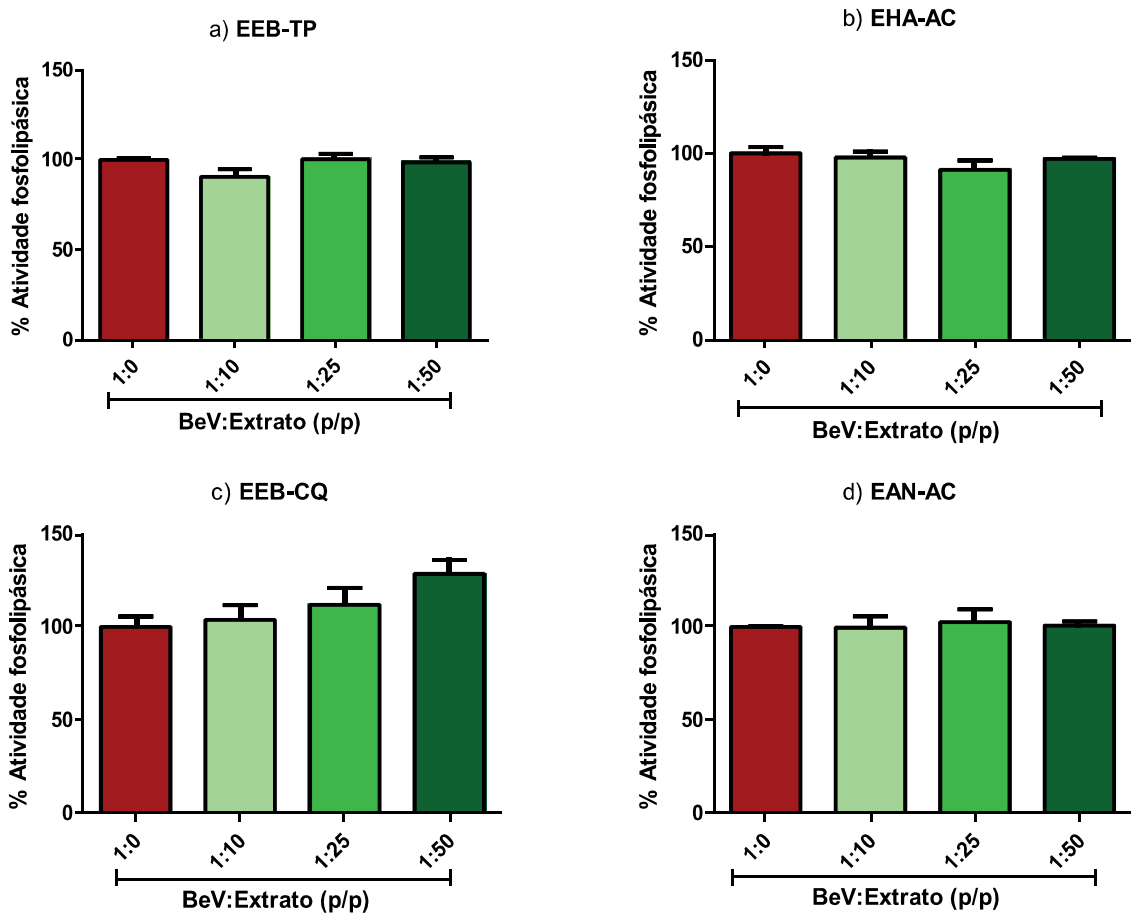 a) EEB-TP
% Atividade fosfolipásica
150
100
50
0
1:0
1:10
1:25
1:50
BeV:Extrato (p/p)
b) EHA-AC
% Atividade fosfolipásica
150
100
50
0
1:0
1:10
1:25
1:50
BeV:Extrato (p/p)
c) EEB-CQ
% Atividade fosfolipásica
150
100
50
0
1:0
1:10
1:25
1:50
BeV:Extrato (p/p)
d) EAN-AC
% Atividade fosfolipásica
150
100
50
0
1:0
1:10
1:25
1:50
BeV:Extrato (p/p)